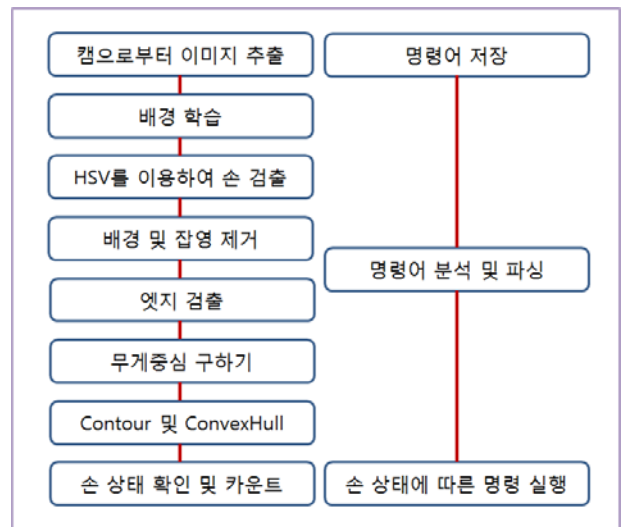 캠으로부터 이미지 추출
배경 학습
HSV를 이용하여 손 검출
배경 및 잡영 제거
엣지 검출
무게중심 구하기
Contour 및 ConvexHull
손 상태 확인 및 카운트
명령어 저장
명령어 분석 및 파싱
손 상태에 따른 명령 실행